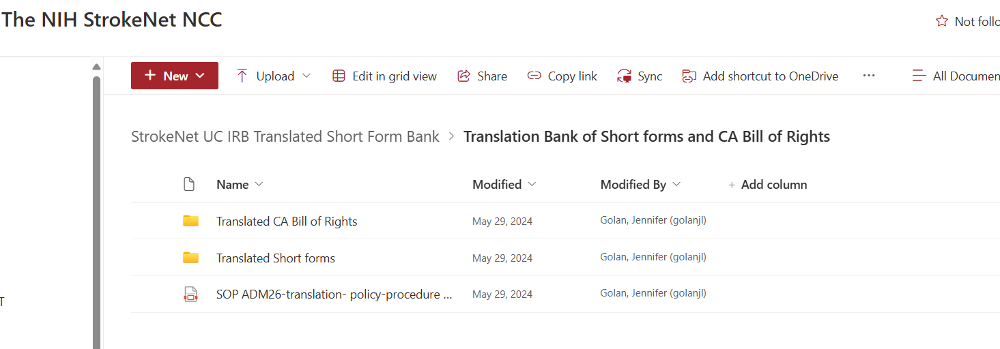 The NIH StrokeNet NCC
Not follo
+ New
Upload
Edit in grid view
Share
Copy link
Sync
Add shortcut to OneDrive
...
All Documen
StrokeNet UC IRB Translated Short Form Bank > Translation Bank of Short forms and CA Bill of Rights
Name Modified Modified By + Add column
Translated CA Bill of Rights May 29, 2024 Golan, Jennifer (golanjl)
Translated Short forms May 29, 2024 Golan, Jennifer (golanjl)
T
SOP ADM26-translation- policy-procedure ... May 29, 2024 Golan, Jennifer (golanjl)